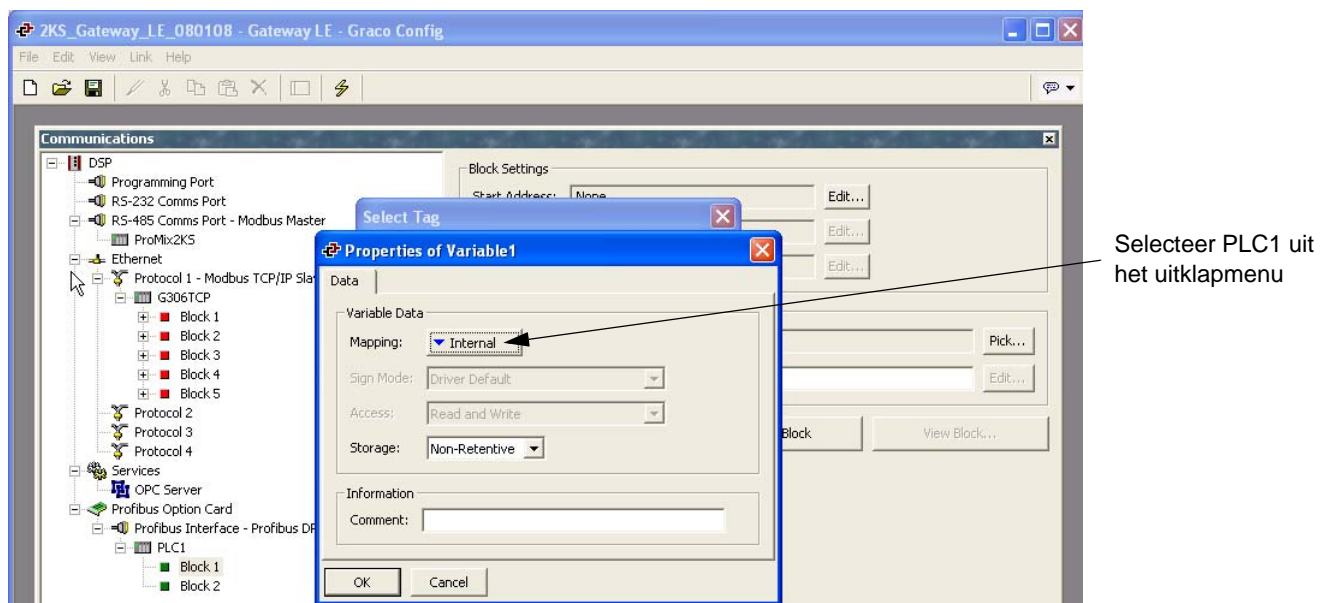 2KS_Gateway_LE_080108 - Gateway LE - Graco Config
File Edit View Link Help
Communications
DSP
Programming Port
RS-232 Comms Port
RS-485 Comms Port - Modbus Master
ProMix2KS
Ethernet
Protocol 1 - Modbus TCP/IP Sla
G306TCP
Block 1
Block 2
Block 3
Block 4
Block 5
Protocol 2
Protocol 3
Protocol 4
Services
OPC Server
Profibus Option Card
Profibus Interface - Profibus DP
PLC1
Block 1
Block 2
Block Settings
Start Address: None Edit...
Edit...
Edit...
Pick...
Edit...
Block View Block...
Select Tag
Properties of Variable1
Data
Variable Data
Mapping: Internal
Sign Mode: Driver Default
Access: Read and Write
Storage: Non-Retentive
Information
Comment:
OK Cancel
Selecteer PLC1 uit
het uitklapmenu